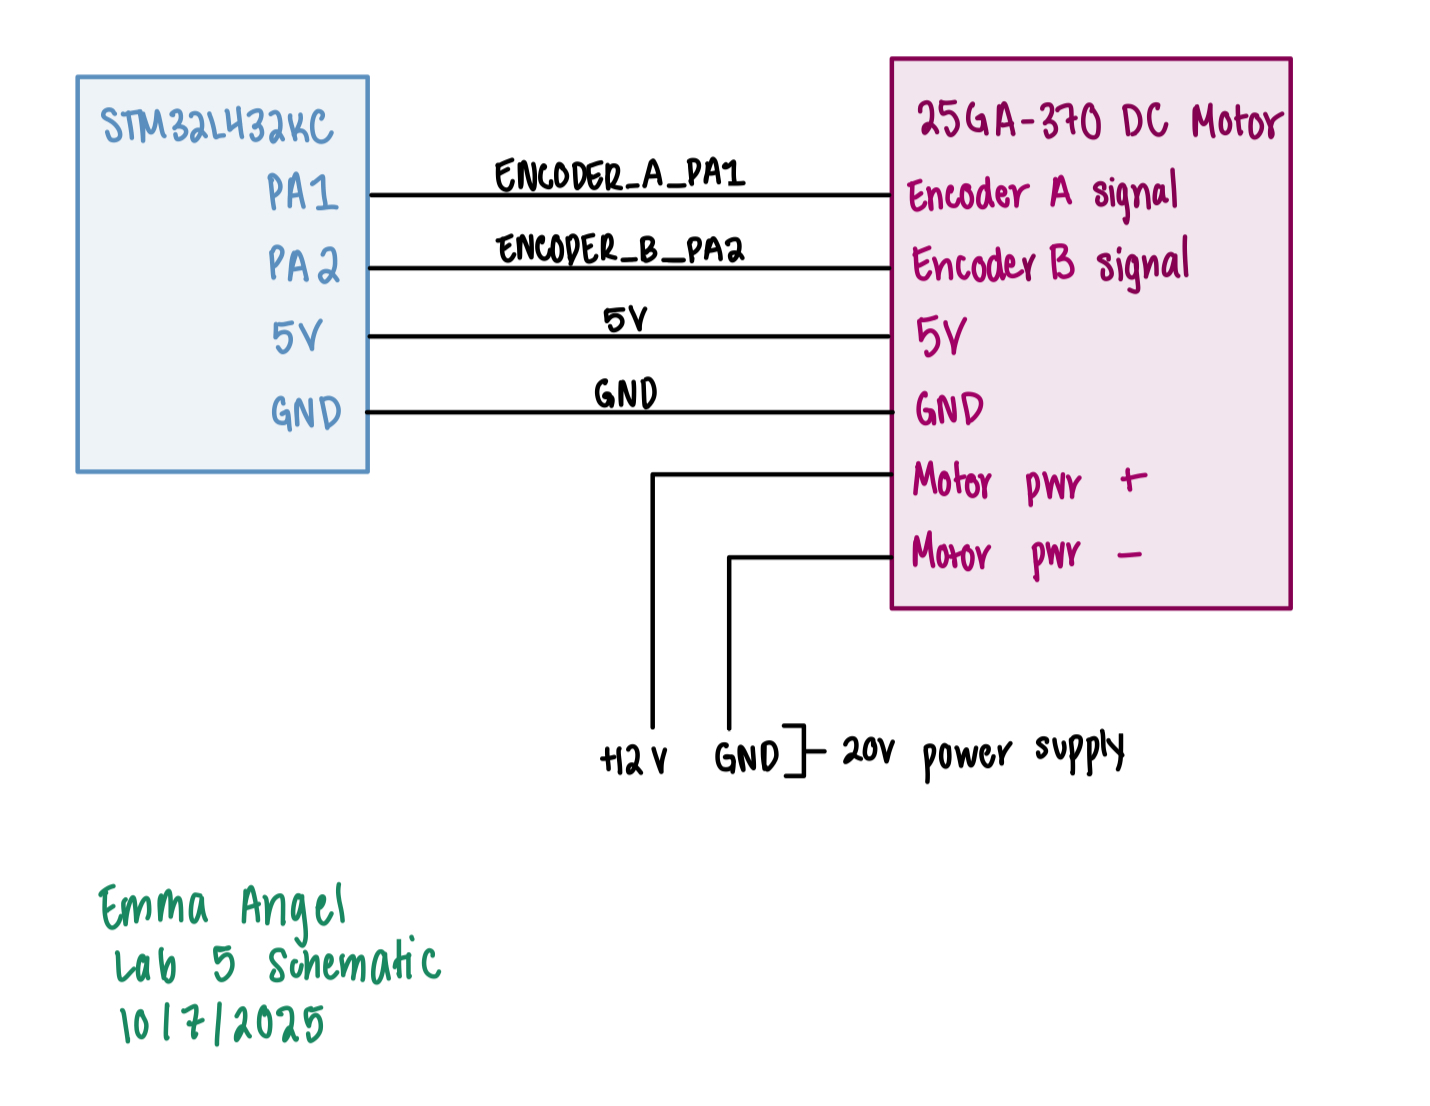 STM32L432KC
PA1
PA2
5V
GND
ENCODER_A_PA1
ENCODER_B_PA2
5V
GND
25GA-370 DC Motor
Encoder A signal
Encoder B signal
5V
GND
Motor pwr +
Motor pwr -
+12V GND 20V power supply
Emma Angel
Lab 5 Schematic
10/7/2025